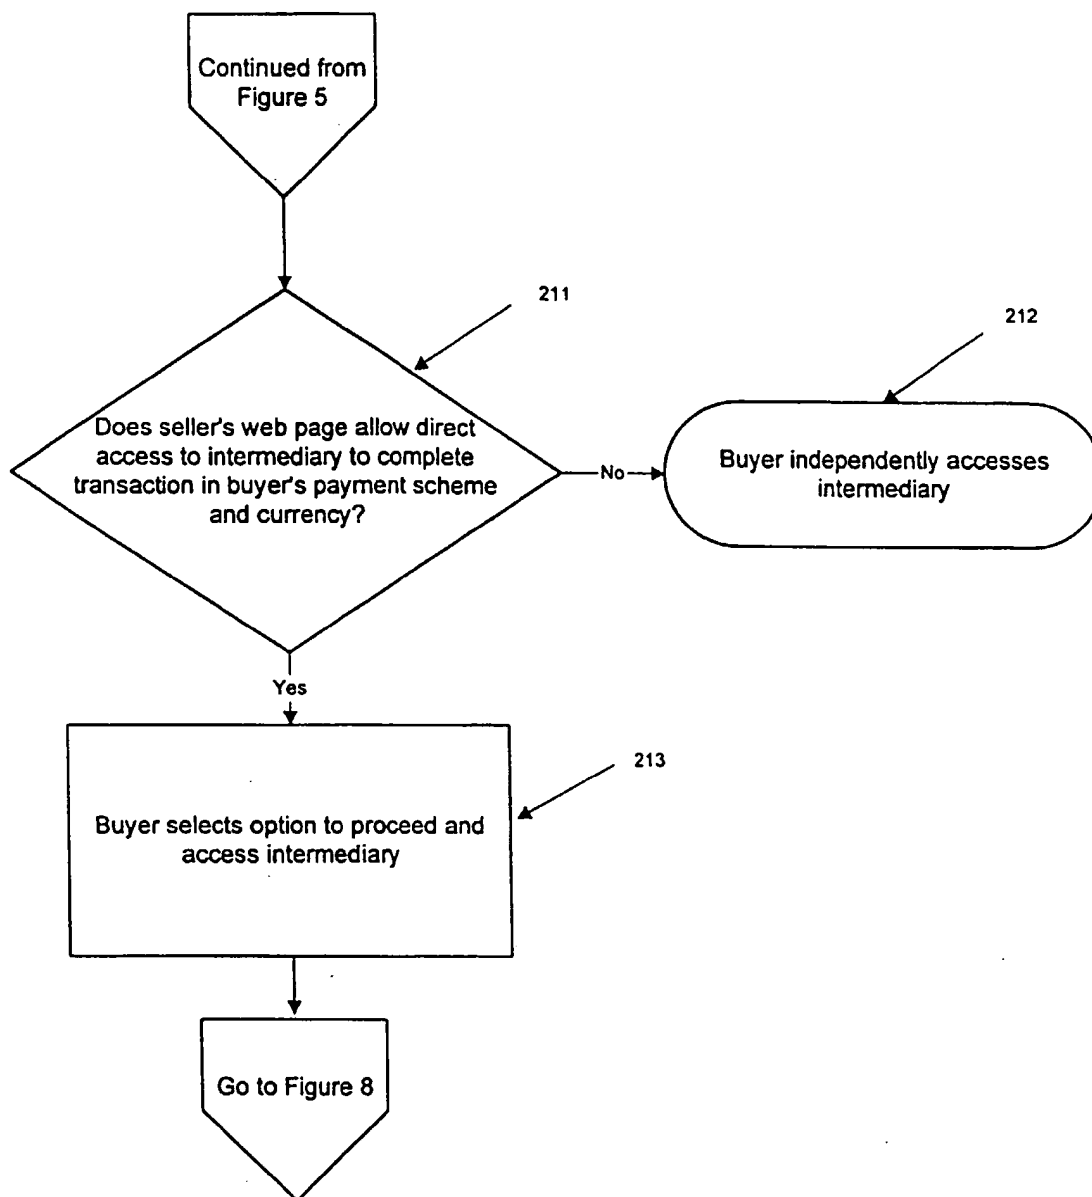 Continued from
Figure 5
211
212
Does seller's web page allow direct
access to intermediary to complete
transaction in buyer's payment scheme
and currency?
No
Buyer independently accesses
intermediary
Yes
213
Buyer selects option to proceed and
access intermediary
Go to Figure 8